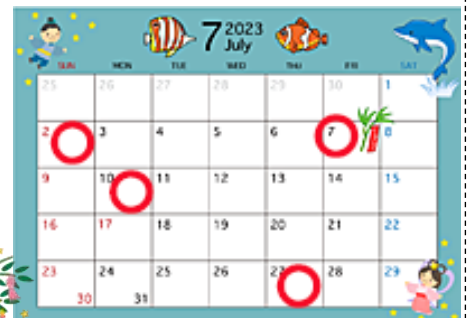 7 2023
July
SUN MON TUE WED THU FRI SAT
25 26 27 28 29 30 1
2 3 4 5 6 7 8
9 10 11 12 13 14 15
16 17 18 19 20 21 22
23 24 25 26 27 28 29
30 31